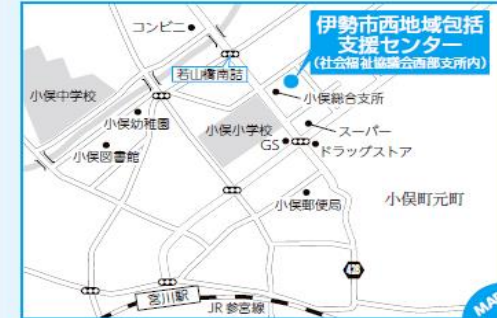 コンビニ
伊勢市西地域包括
支援センター
（社会福祉協議会西部支所内）
若山橋南詰
小俣中学校
小俣総合支所
小俣幼稚園
小俣小学校
スーパー
GS
ドラッグストア
小俣図書館
小俣郵便局
小俣町元町
宮川駅
JR参宮線
MAP